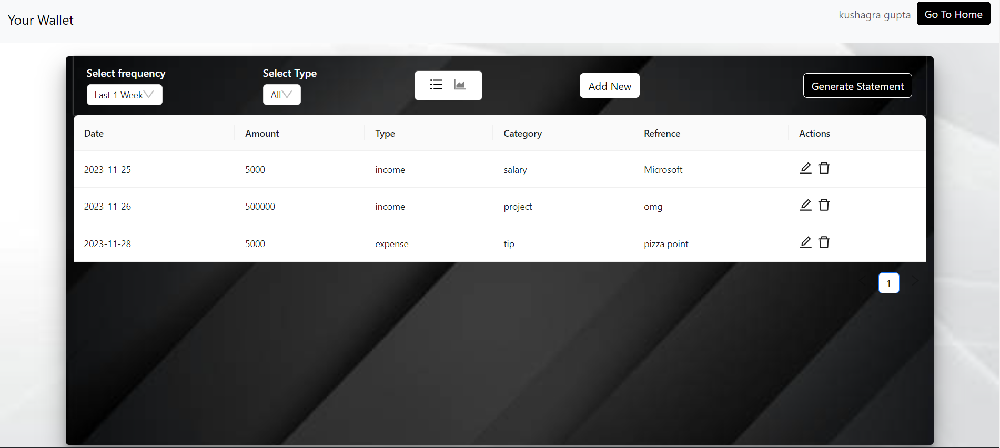 Your Wallet
kushagra gupta Go To Home
Select frequency Select Type
Last 1 Week All Add New Generate Statement
Date Amount Type Category Refrence Actions
2023-11-25 5000 income salary Microsoft
2023-11-26 500000 income project omg
2023-11-28 5000 expense tip pizza point
1